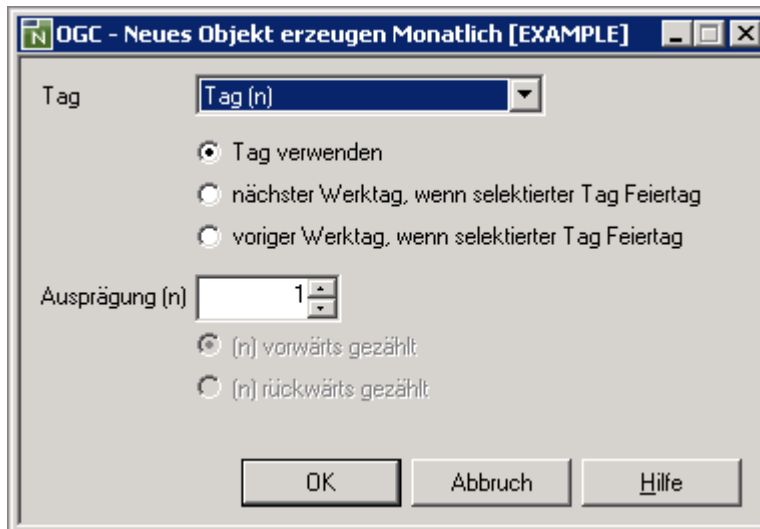 OGC - Neues Objekt erzeugen Monatlich [EXAMPLE]
Tag Tag (n)
Tag verwenden
nächster Werktag, wenn selektierter Tag Feiertag
voriger Werktag, wenn selektierter Tag Feiertag
Ausprägung (n) 1
(n) vorwärts gezählt
(n) rückwärts gezählt
OK Abbruch Hilfe